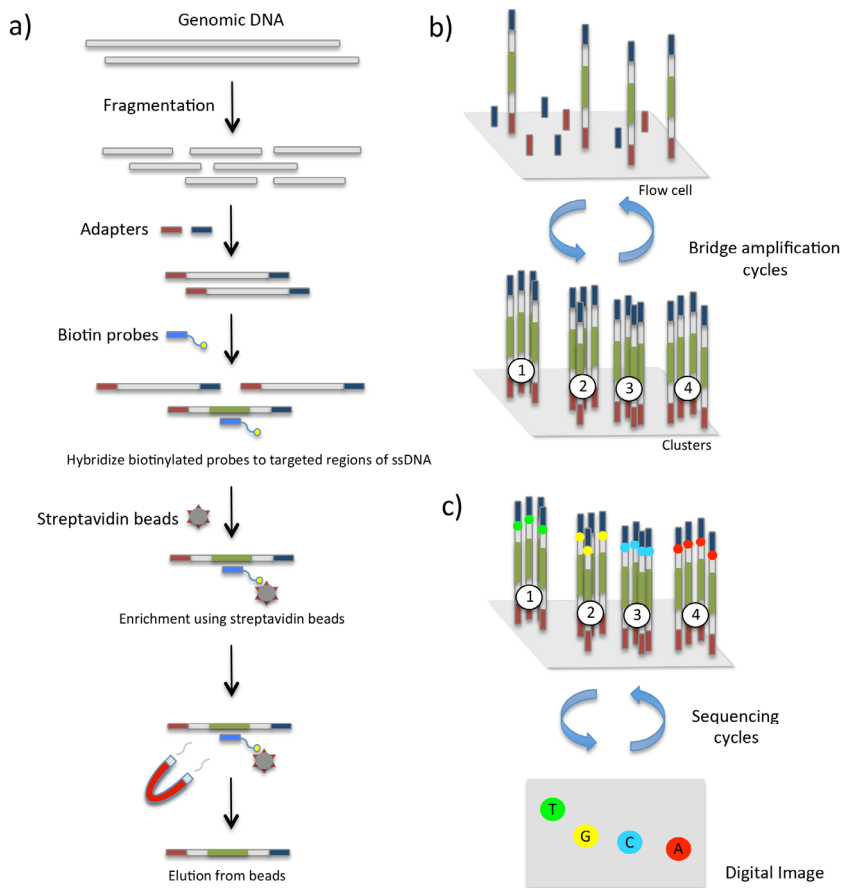 a)
Genomic DNA
Fragmentation
Adapters
Biotin probes
Hybridize biotinylated probes to targeted regions of ssDNA
Streptavidin beads
Enrichment using streptavidin beads
Elution from beads
b)
Flow cell
Bridge amplification
cycles
1
2
3
4
Clusters
c)
1
2
3
4
Sequencing
cycles
T
G
C
A
Digital Image